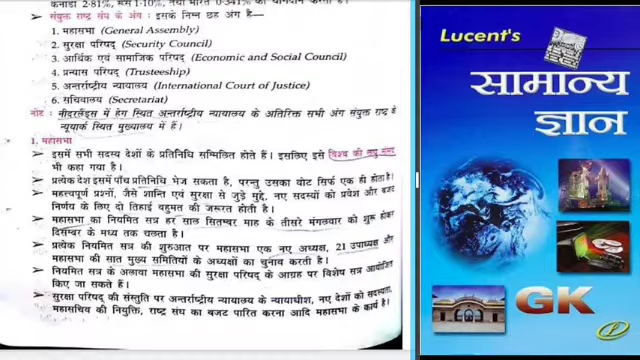 कनाडा 2.81%, रूस 1.10%, तथा भारत 0.341% का योगदान करता है।
➢ संयुक्त राष्ट्र संघ के अंग : इसके निम्न छह अंग है—
1. महासभा (General Assembly)
2. सुरक्षा परिषद् (Security Council)
3. आर्थिक एवं सामाजिक परिषद् (Economic and Social Council)
4. प्रन्यास परिषद् (Trusteeship)
5. अन्तर्राष्ट्रीय न्यायालय (International Court of Justice)
6. सचिवालय (Secretariat)
नोट : नीदरलैंड्स में हेग स्थित अन्तर्राष्ट्रीय न्यायालय के अतिरिक्त सभी अंग संयुक्त राष्ट्र के
न्यूयार्क स्थित मुख्यालय में हैं।
1. महासभा
➢ इसमें सभी सदस्य देशों के प्रतिनिधि सम्मिलित होते हैं। इसलिए इसे विश्व की लघु संसद
भी कहा गया है।
➢ प्रत्येक देश इसमें पाँच प्रतिनिधि भेज सकता है, परन्तु उसका वोट सिर्फ एक ही होता है।
➢ महत्त्वपूर्ण प्रश्नों, जैसे शान्ति एवं सुरक्षा से जुड़े मुद्दे, नए सदस्यों को प्रवेश और बजट
निर्णय के लिए दो तिहाई बहुमत की जरूरत होती है।
➢ महासभा का नियमित सत्र हर साल सितम्बर माह के तीसरे मंगलवार को शुरू होकर
दिसम्बर के मध्य तक चलता है।
➢ प्रत्येक नियमित सत्र की शुरुआत पर महासभा एक नए अध्यक्ष, 21 उपाध्यक्ष और
महासभा की सात मुख्य समितियों के अध्यक्षों का चुनाव करती है।
➢ नियमित सत्र के अलावा महासभा की सुरक्षा परिषद् के आग्रह पर विशेष सत्र आयोजित
किए जा सकते हैं।
➢ सुरक्षा परिषद् की संस्तुति पर अन्तर्राष्ट्रीय न्यायालय के न्यायाधीश, नए देशों को सदस्यता,
महासचिव की नियुक्ति, राष्ट्र संघ का बजट पारित करना आदि महासभा के कार्य है।
Lucent's
सामान्य
ज्ञान
GK